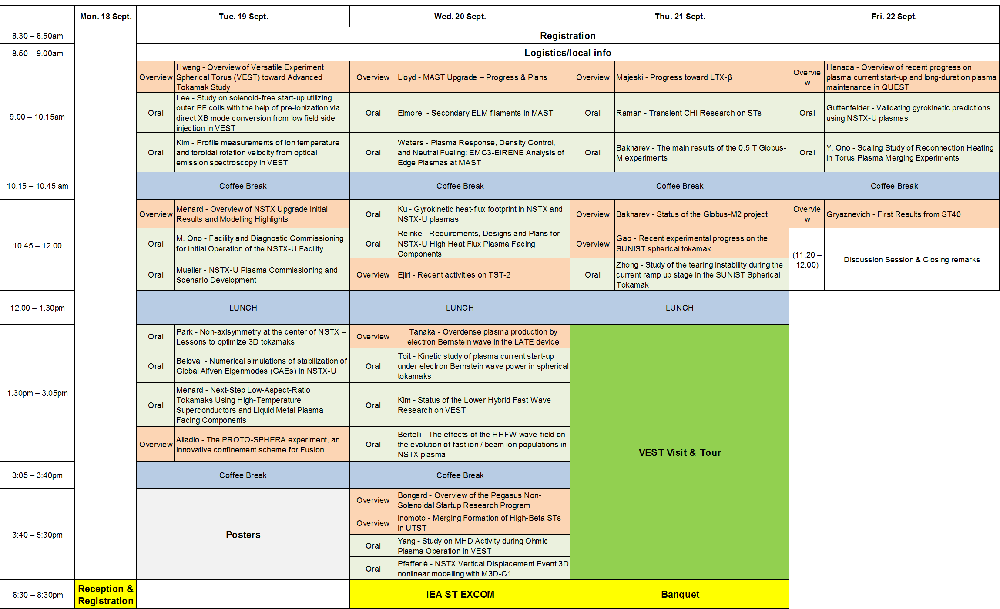 Mon. 18 Sept.
Tue. 19 Sept.
Wed. 20 Sept.
Thu. 21 Sept.
Fri. 22 Sept.
8.30 – 8.50am
Registration
8.50 – 9.00am
Logistics/local info
9.00 – 10.15am
Overview
Hwang - Overview of Versatile Experiment
Spherical Torus (VEST) toward Advanced
Tokamak Study
Overview
Lloyd - MAST Upgrade – Progress & Plans
Overview
Majeski - Progress toward LTX-β
Overvie
w
Hanada - Overview of recent progress on
plasma current start-up and long-duration plasma
maintenance in QUEST
Oral
Lee - Study on solenoid-free start-up utilizing
outer PF coils with the help of pre-ionization via
direct XB mode conversion from low field side
injection in VEST
Oral
Elmore  - Secondary ELM filaments in MAST
Oral
Raman - Transient CHI Research on STs
Oral
Guttenfelder - Validating gyrokinetic predictions
using NSTX-U plasmas
Oral
Kim - Profile measurements of ion temperature
and toroidal rotation velocity from optical
emission spectroscopy in VEST
Oral
Waters - Plasma Response, Density Control,
and Neutral Fueling: EMC3-EIRENE Analysis of
Edge Plasmas at MAST
Oral
Bakharev - The main results of the 0.5 T Globus-
M experiments
Oral
Y. Ono - Scaling Study of Reconnection Heating
in Torus Plasma Merging Experiments
10.15 – 10.45 am
Coffee Break
Coffee Break
Coffee Break
Coffee Break
10.45 – 12.00
Overview
Menard - Overview of NSTX Upgrade Initial
Results and Modelling Highlights
Oral
Ku - Gyrokinetic heat-flux footprint in NSTX and
NSTX-U plasmas
Overview
Bakharev - Status of the Globus-M2 project
Overvie
w
Gryaznevich - First Results from ST40
Oral
M. Ono - Facility and Diagnostic Commissioning
for Initial Operation of the NSTX-U Facility
Oral
Reinke - Requirements, Designs and Plans for
NSTX-U High Heat Flux Plasma Facing
Components
Overview
Gao - Recent experimental progress on the
SUNIST spherical tokamak
(11.20 –
12.00)
Discussion Session & Closing remarks
Oral
Mueller - NSTX-U Plasma Commissioning and
Scenario Development
Overview
Ejiri - Recent activities on TST-2
Oral
Zhong - Study of the tearing instability during the
current ramp up stage in the SUNIST Spherical
Tokamak
12.00 – 1.30pm
LUNCH
LUNCH
LUNCH
1.30pm – 3.05pm
Oral
Park - Non-axisymmetry at the center of NSTX –
Lessons to optimize 3D tokamaks
Overview
Tanaka - Overdense plasma production by
electron Bernstein wave in the LATE device
VEST Visit & Tour
Oral
Belova  - Numerical simulations of stabilization of
Global Alfven Eigenmodes (GAEs) in NSTX-U
Oral
Toit - Kinetic study of plasma current start-up
under electron Bernstein wave power in spherical
tokamaks
Oral
Menard - Next-Step Low-Aspect-Ratio
Tokamaks Using High-Temperature
Superconductors and Liquid Metal Plasma
Facing Components
Oral
Kim - Status of the Lower Hybrid Fast Wave
Research on VEST
Overview
Alladio - The PROTO-SPHERA experiment, an
innovative confinement scheme for Fusion
Oral
Bertelli - The effects of the HHFW wave-field on
the evolution of fast ion / beam ion populations in
NSTX plasma
3:05 – 3:40pm
Coffee Break
Coffee Break
3:40 – 5:30pm
Posters
Overview
Bongard - Overview of the Pegasus Non-
Solenoidal Startup Research Program
Overview
Inomoto - Merging Formation of High-Beta STs
in UTST
Oral
Yang - Study on MHD Activity during Ohmic
Plasma Operation in VEST
Oral
Pfefferlé - NSTX Vertical Displacement Event 3D
nonlinear modelling with M3D-C1
6:30 – 8:30pm
Reception &
Registration
IEA ST EXCOM
Banquet